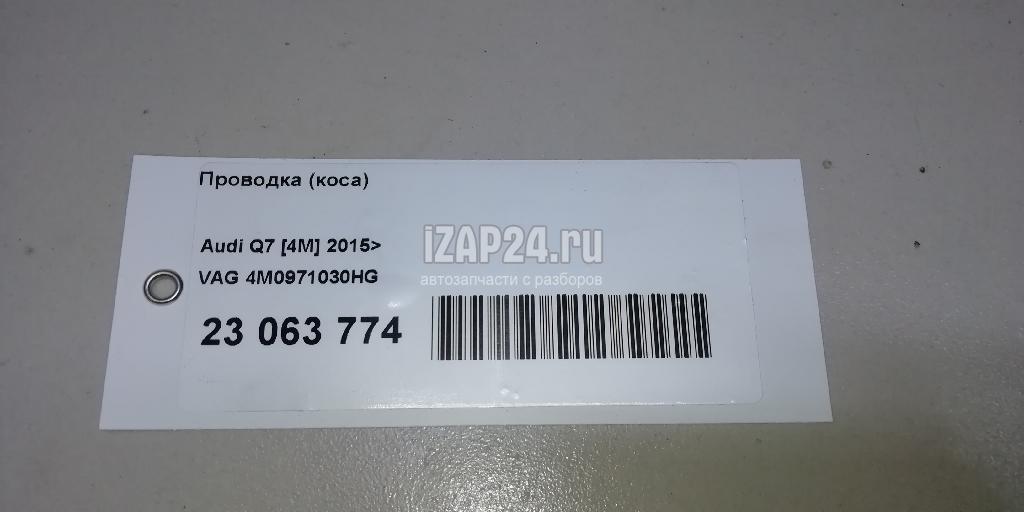 Проводка (коса)
Audi Q7 [4M] 2015>
VAG 4M0971030HG
23 063 774
iZAP24.ru
автозапчасти с разборов